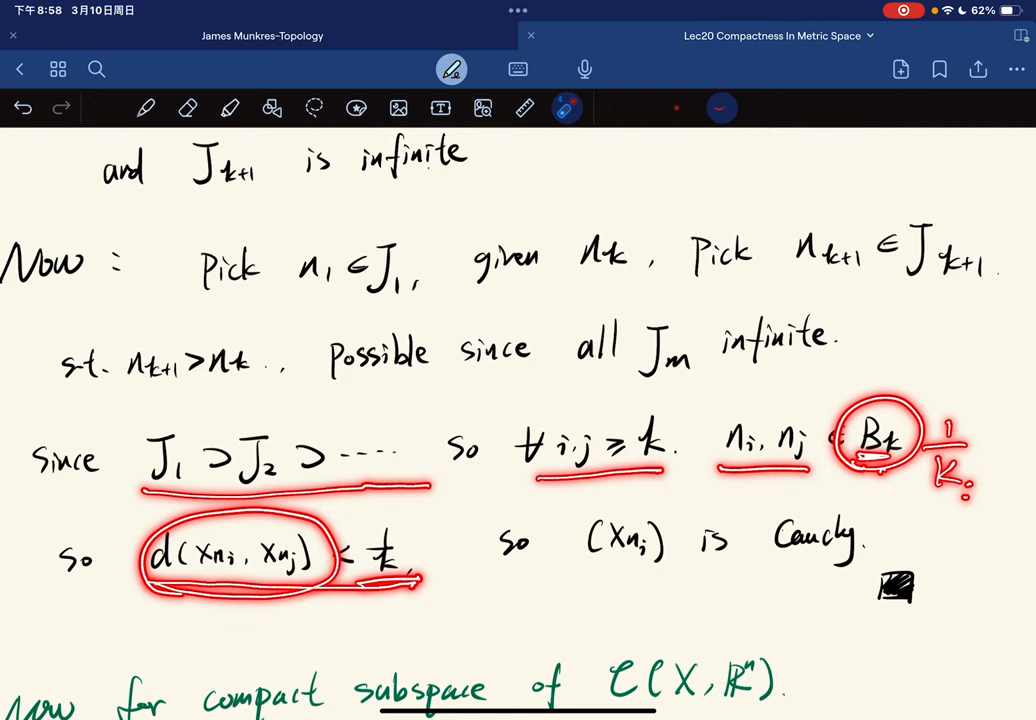 下午8:58 3月10日周日
62%
James Munkres-Topology
Lec20 Compactness In Metric Space
and J_{k+1} is infinite
Now : Pick n_1 ∈ J_1, given n_k, Pick n_{k+1} ∈ J_{k+1}.
s.t. n_{k+1} > n_k., possible since all J_m infinite.
since J_1 ⊃ J_2 ⊃ ---- so ∀ i,j ≥ k. n_i, n_j ∈ B_k 1/K
so d(x_{n_i}, x_{n_j}) < 1/k, so (x_{n_i}) is Cauchy.
Now for compact subspace of C(X, R^n).